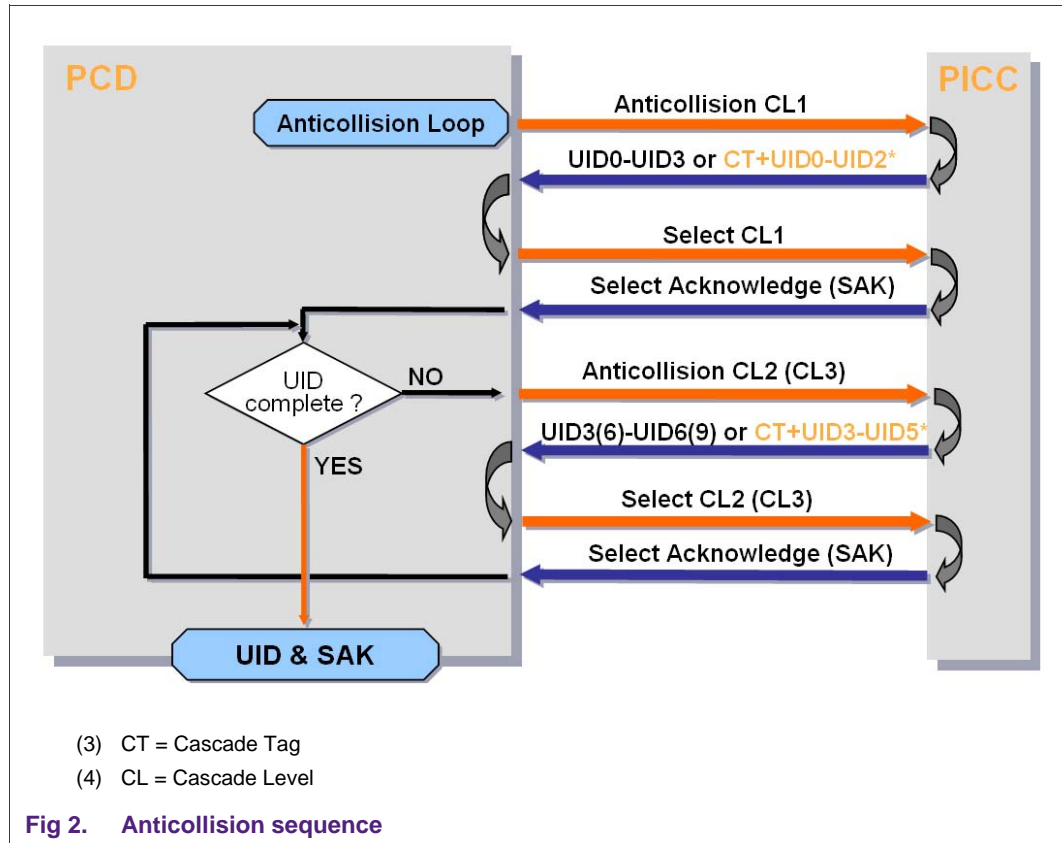 PCD
PICC
Anticollision Loop
Anticollision CL1
UID0-UID3 or CT+UID0-UID2*
Select CL1
Select Acknowledge (SAK)
UID
complete ?
NO
YES
Anticollision CL2 (CL3)
UID3(6)-UID6(9) or CT+UID3-UID5*
Select CL2 (CL3)
Select Acknowledge (SAK)
UID & SAK
(3) CT = Cascade Tag
(4) CL = Cascade Level
Fig 2. Anticollision sequence